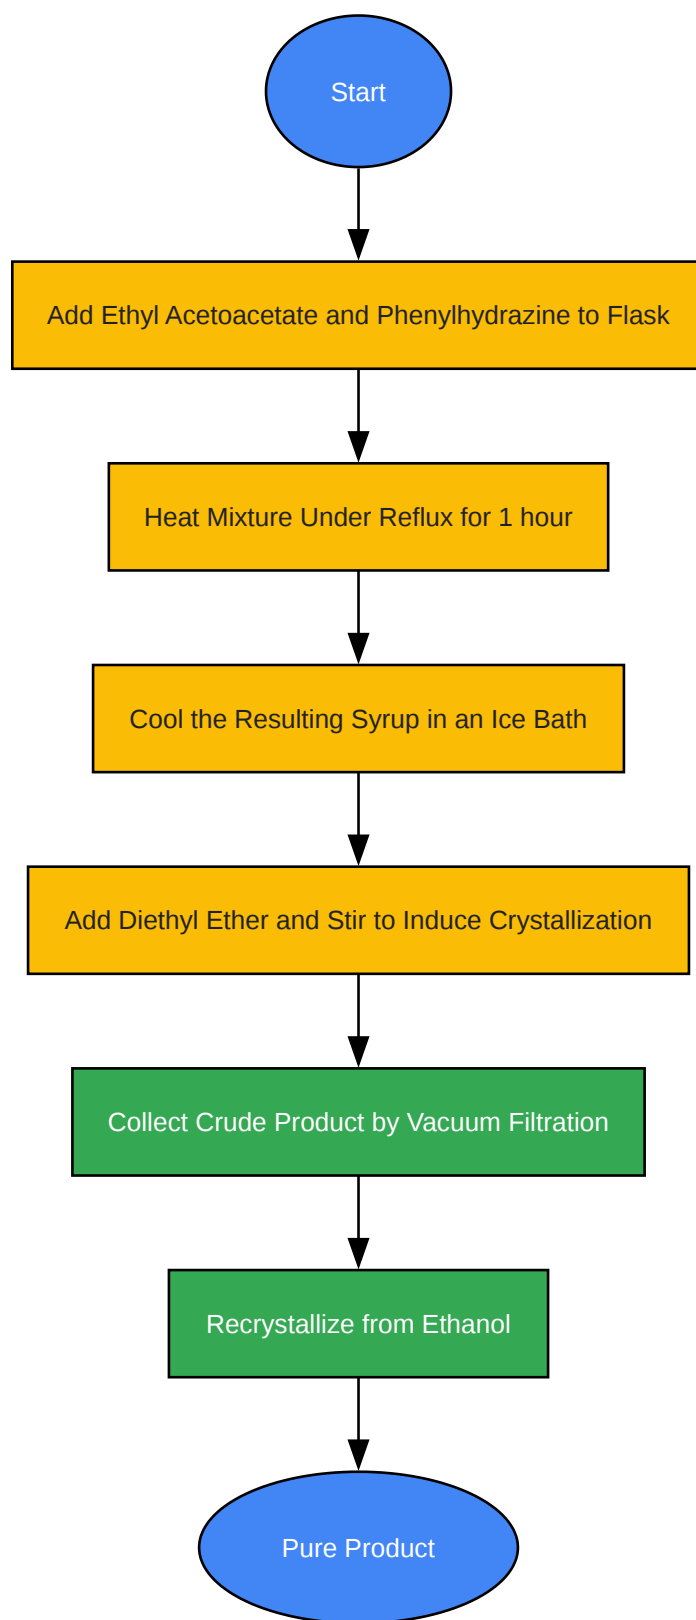 Start
Add Ethyl Acetoacetate and Phenylhydrazine to Flask
Heat Mixture Under Reflux for 1 hour
Cool the Resulting Syrup in an Ice Bath
Add Diethyl Ether and Stir to Induce Crystallization
Collect Crude Product by Vacuum Filtration
Recrystallize from Ethanol
Pure Product